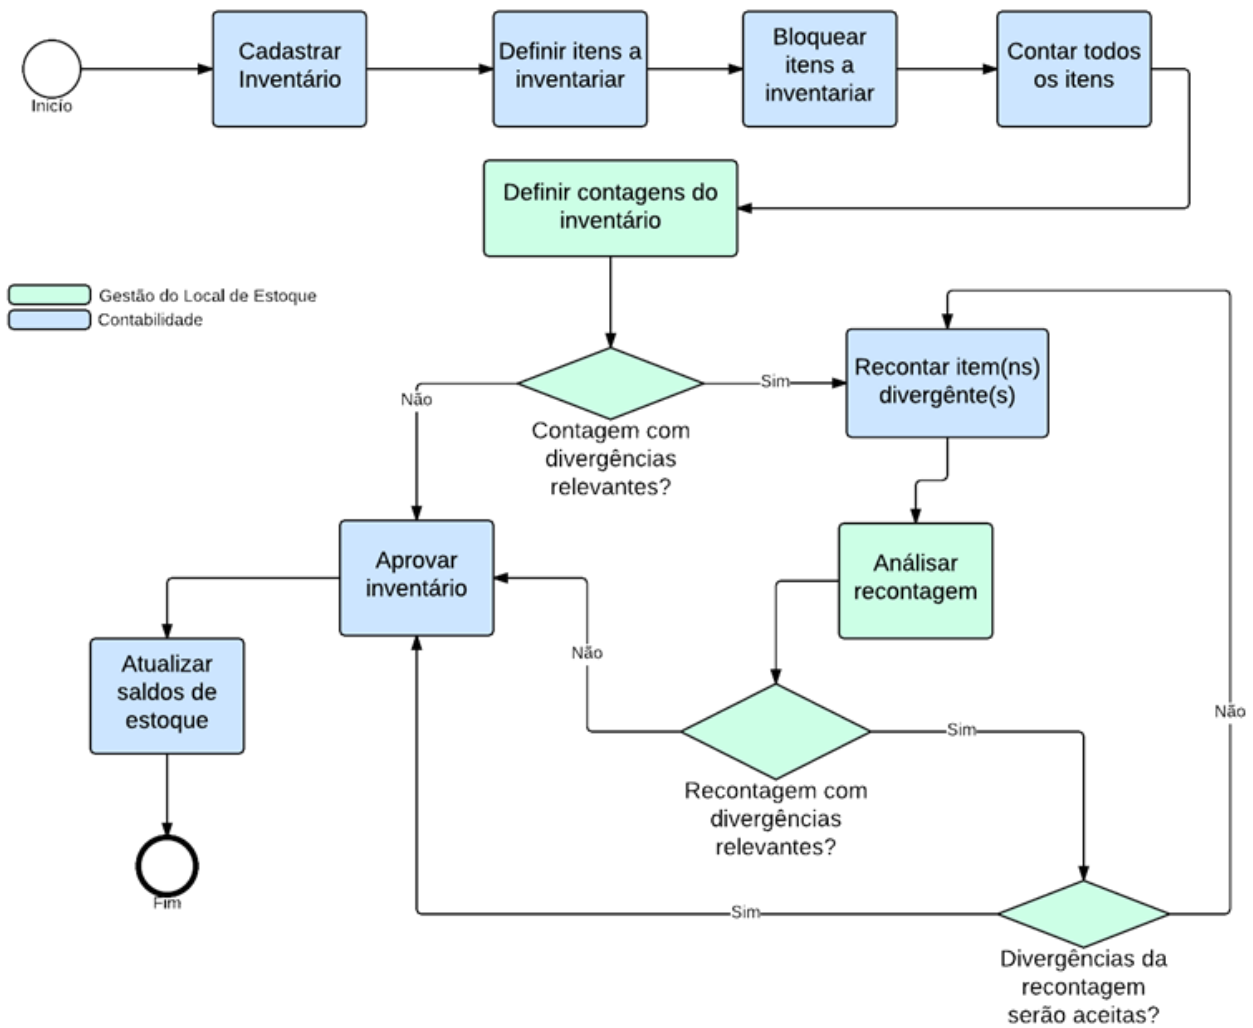 Inicio
Cadastrar
Inventário
Definir itens a
inventariar
Bloquear
itens a
inventariar
Contar todos
os itens
Definir contagens do
inventário
Gestão do Local de Estoque
Contabilidade
Contagem com
divergências
relevantes?
Não
Sim
Recontar item(ns)
divergênte(s)
Análisar
recontagem
Aprovar
inventário
Atualizar
saldos de
estoque
Fim
Recontagem com
divergências
relevantes?
Não
Sim
Divergências da
recontagem
serão aceitas?
Sim
Não